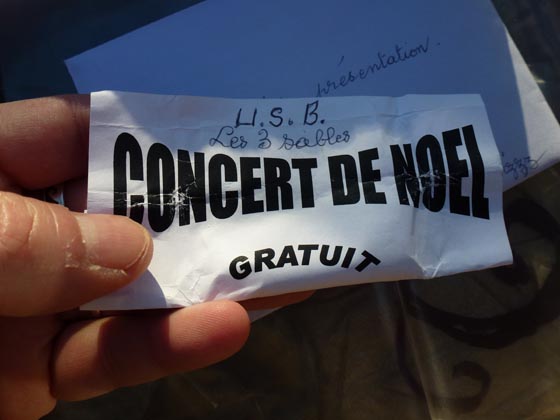 présentation.
U.S.B.
Les 3 sables
CONCERT DE NOEL
GRATUIT